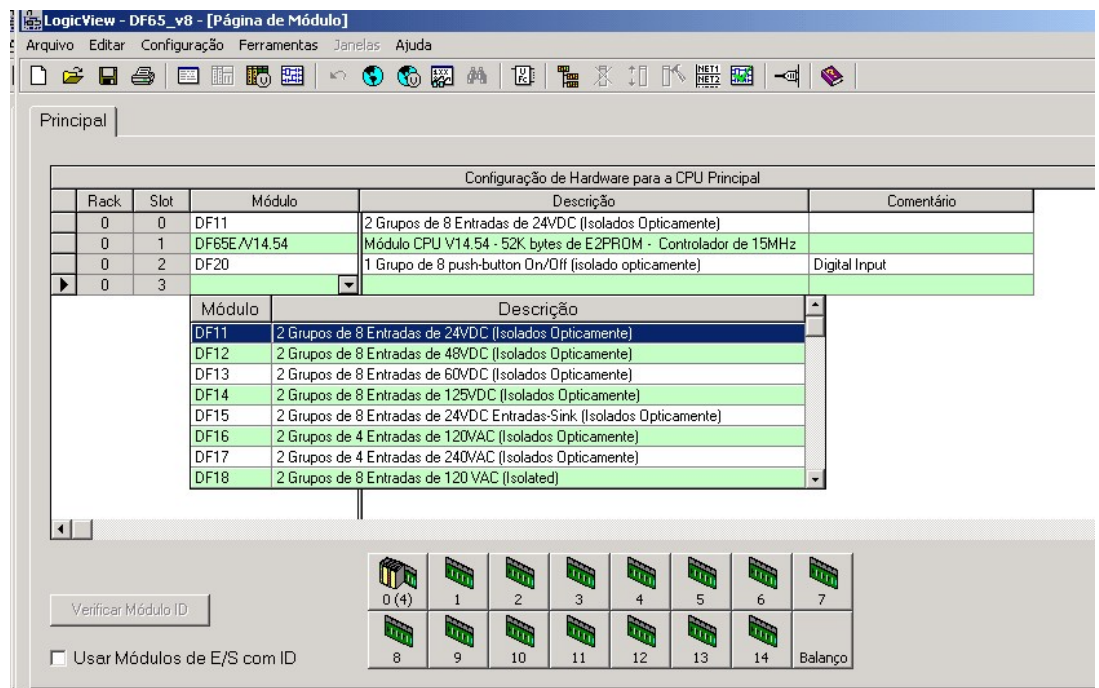 LogicView - DF65_v8 - [Página de Módulo]
Arquivo Editar Configuração Ferramentas Janelas Ajuda
Principal
Configuração de Hardware para a CPU Principal
Rack Slot Módulo Descrição Comentário
0 0 DF11 2 Grupos de 8 Entradas de 24VDC (Isolados Opticamente)
0 1 DF65E/V14.54 Módulo CPU V14.54 - 52K bytes de E2PROM - Controlador de 15MHz
0 2 DF20 1 Grupo de 8 push-button On/Off (isolado opticamente) Digital Input
0 3
Módulo Descrição
DF11 2 Grupos de 8 Entradas de 24VDC (Isolados Opticamente)
DF12 2 Grupos de 8 Entradas de 48VDC (Isolados Opticamente)
DF13 2 Grupos de 8 Entradas de 60VDC (Isolados Opticamente)
DF14 2 Grupos de 8 Entradas de 125VDC (Isolados Opticamente)
DF15 2 Grupos de 8 Entradas de 24VDC Entradas-Sink (Isolados Opticamente)
DF16 2 Grupos de 4 Entradas de 120VAC (Isolados Opticamente)
DF17 2 Grupos de 4 Entradas de 240VAC (Isolados Opticamente)
DF18 2 Grupos de 8 Entradas de 120 VAC (Isolated)
0 (4) 1 2 3 4 5 6 7
Verificar Módulo ID
Usar Módulos de E/S com ID
8 9 10 11 12 13 14 Balanço